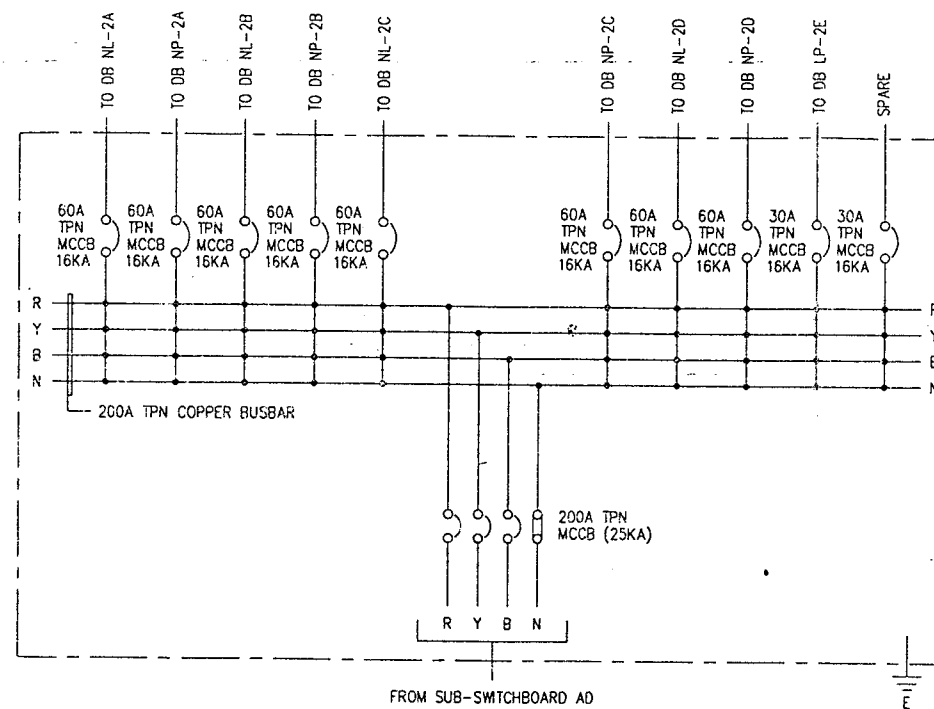 TO DB NL-2A
TO DB NP-2A
TO DB NL-2B
TO DB NP-2B
TO DB NL-2C
TO DB NP-2C
TO DB NL-2D
TO DB NP-2D
TO DB LP-2E
SPARE
60A
TPN
MCCB
16KA
60A
TPN
MCCB
16KA
60A
TPN
MCCB
16KA
60A
TPN
MCCB
16KA
60A
TPN
MCCB
16KA
60A
TPN
MCCB
16KA
60A
TPN
MCCB
16KA
60A
TPN
MCCB
16KA
30A
TPN
MCCB
16KA
30A
TPN
MCCB
16KA
R
Y
B
N
R
Y
B
N
200A TPN COPPER BUSBAR
200A TPN
MCCB (25KA)
R Y B N
FROM SUB-SWITCHBOARD AD
E